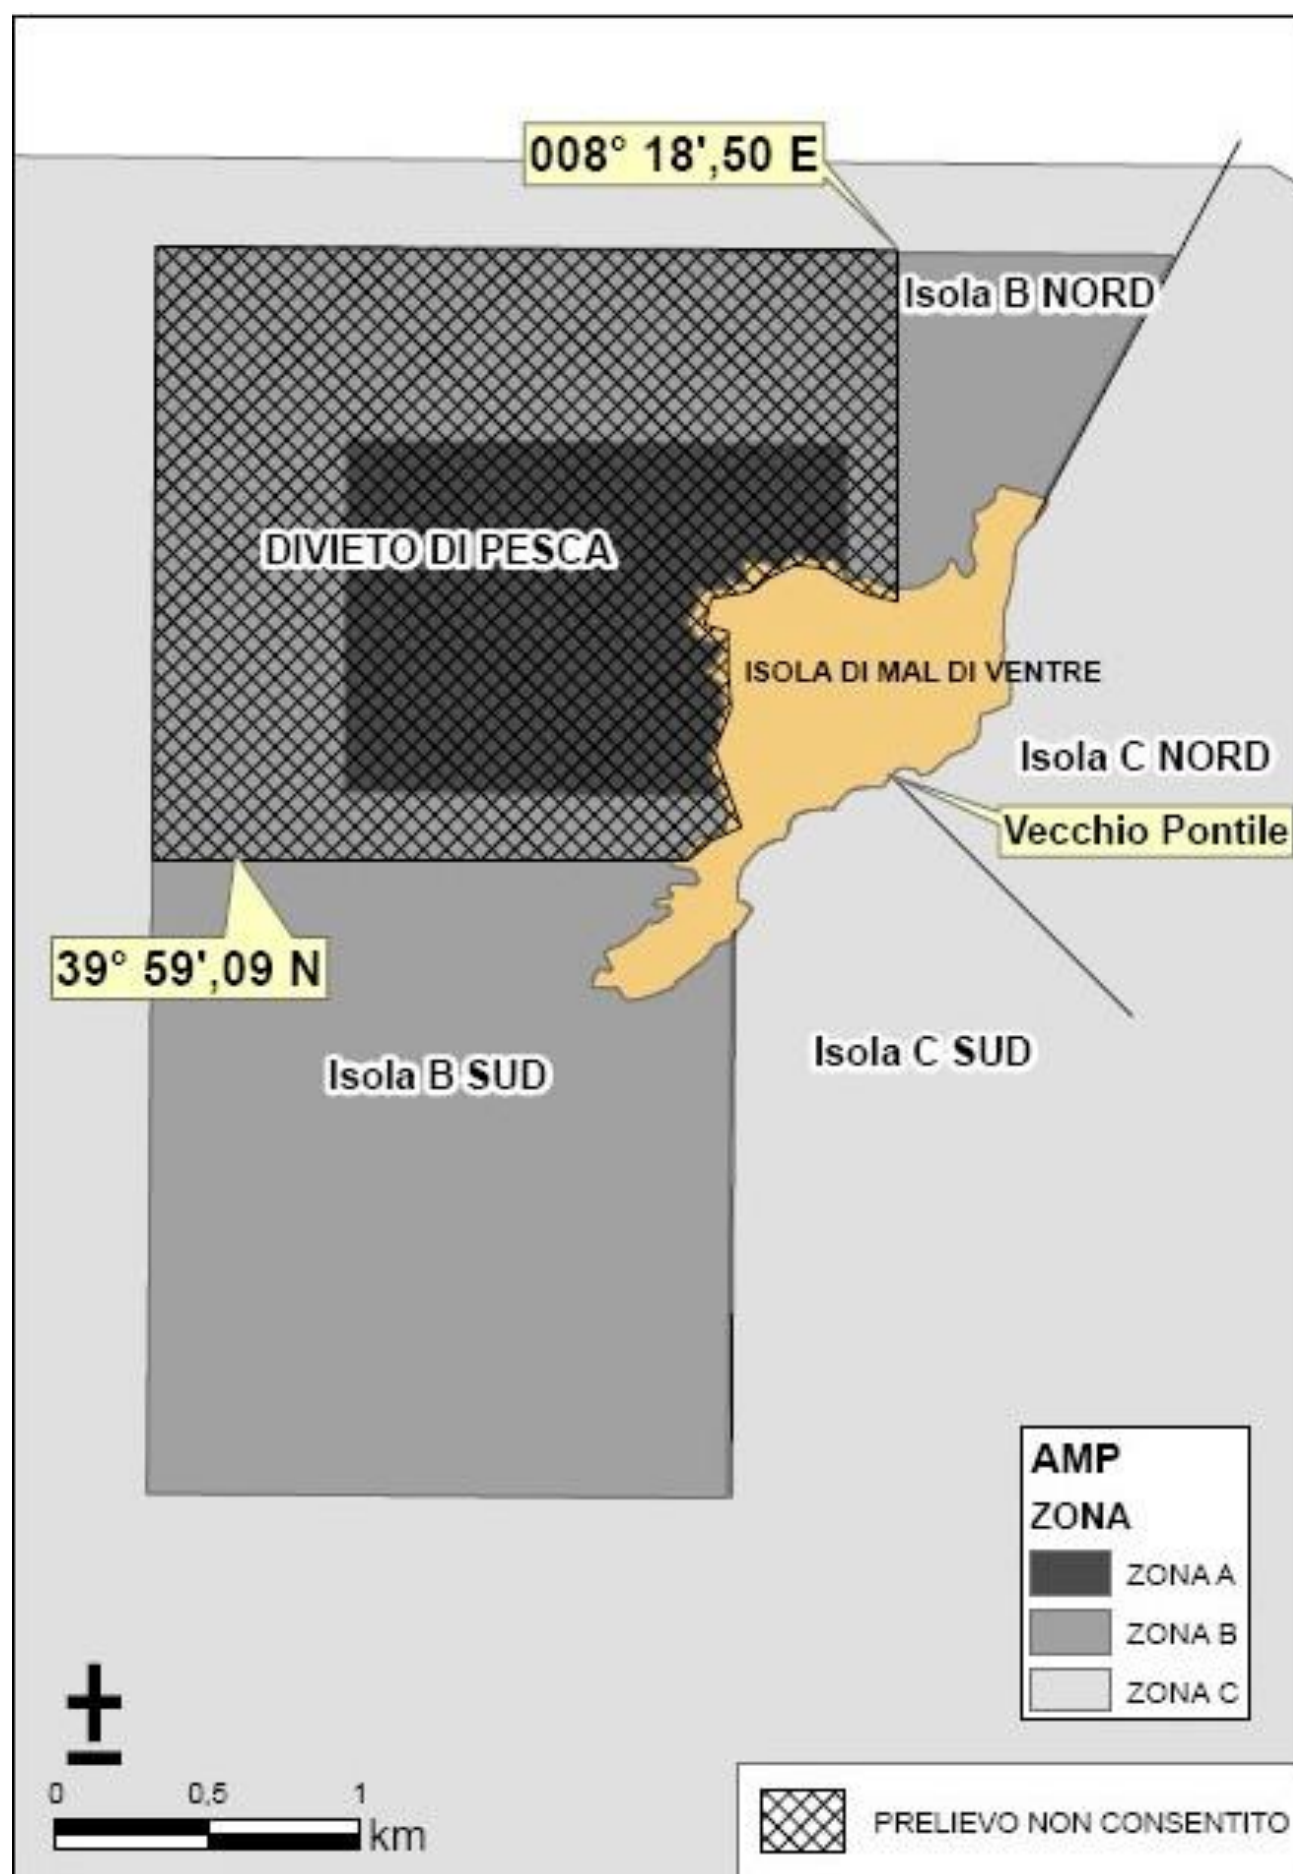 008° 18',50 E
Isola B NORD
DIVIETO DI PESCA
ISOLA DI MAL DI VENTRE
Isola C NORD
Vecchio Pontile
39° 59',09 N
Isola C SUD
Isola B SUD
AMP
ZONA
ZONA A
ZONA B
ZONA C
0 0,5 1
km
PRELIEVO NON CONSENTITO